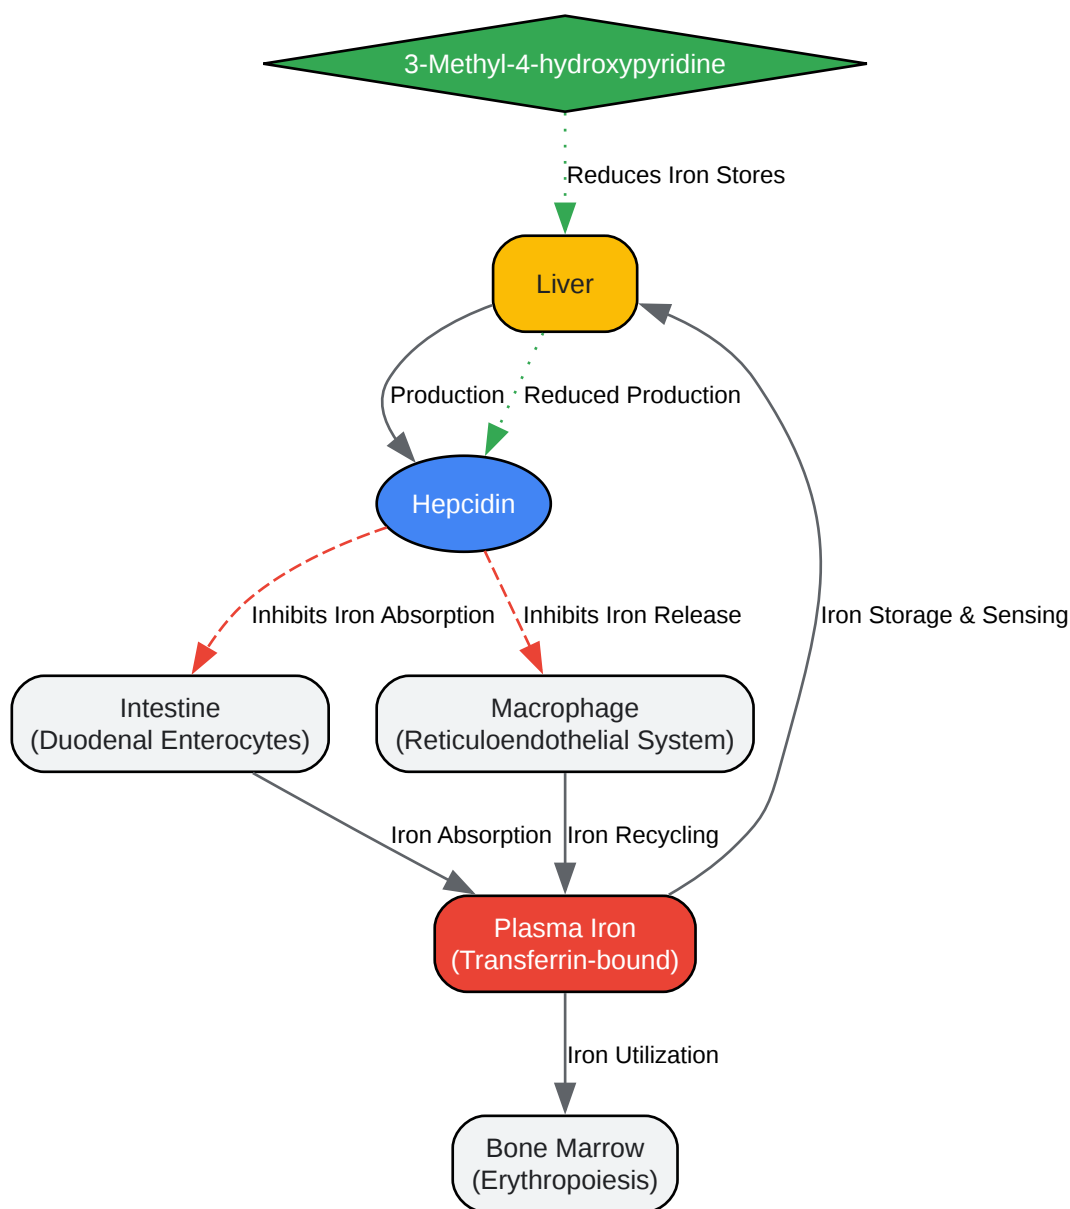 3-Methyl-4-hydroxypyridine
Reduces Iron Stores
Liver
Production
Reduced Production
Hepcidin
Inhibits Iron Absorption
Inhibits Iron Release
Iron Storage & Sensing
Intestine
(Duodenal Enterocytes)
Macrophage
(Reticuloendothelial System)
Iron Absorption
Iron Recycling
Plasma Iron
(Transferrin-bound)
Iron Utilization
Bone Marrow
(Erythropoiesis)